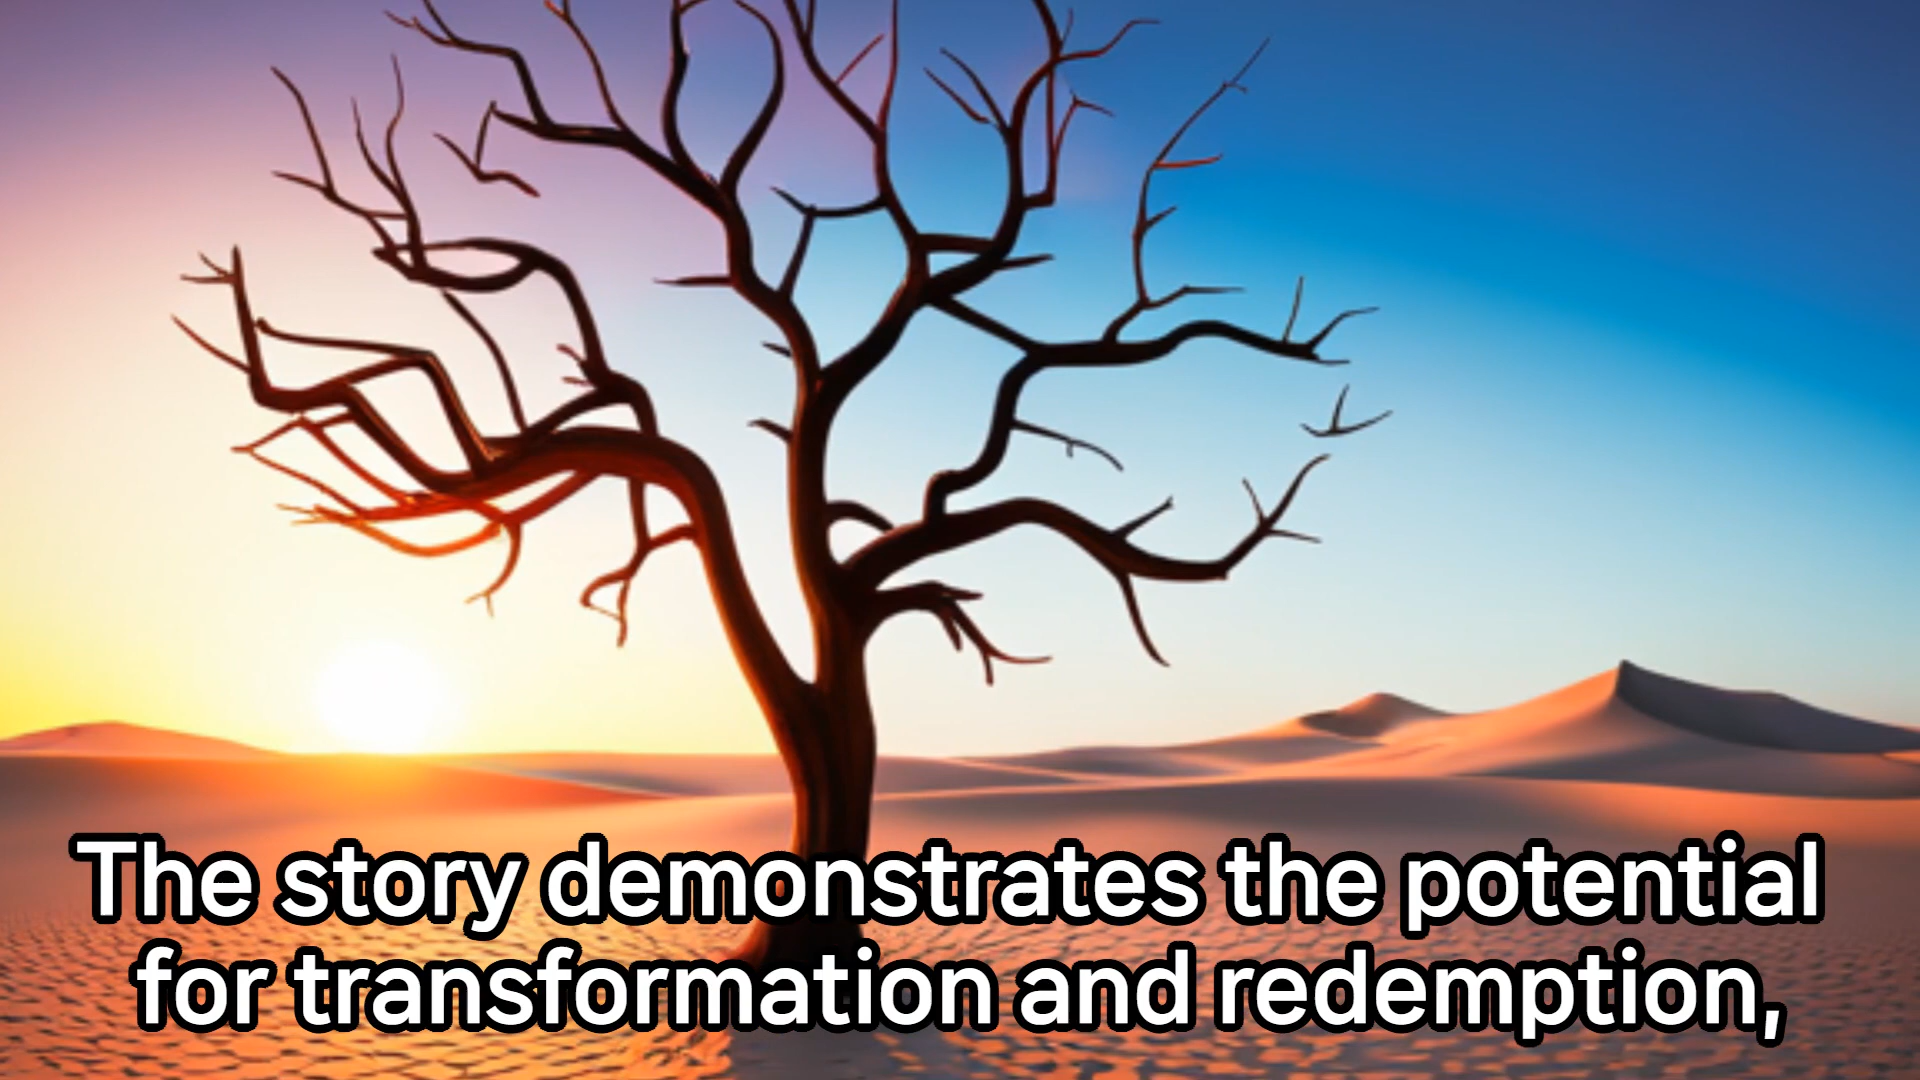 The story demonstrates the potential
for transformation and redemption,